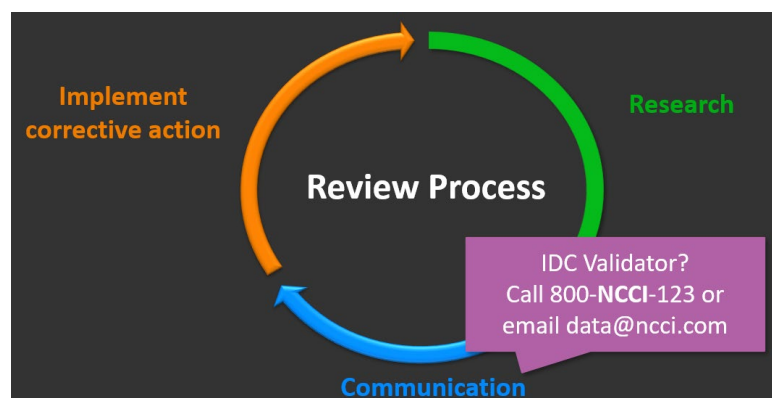 Implement
corrective action
Research
Review Process
IDC Validator?
Call 800-NCCI-123 or
email data@ncci.com
Communication